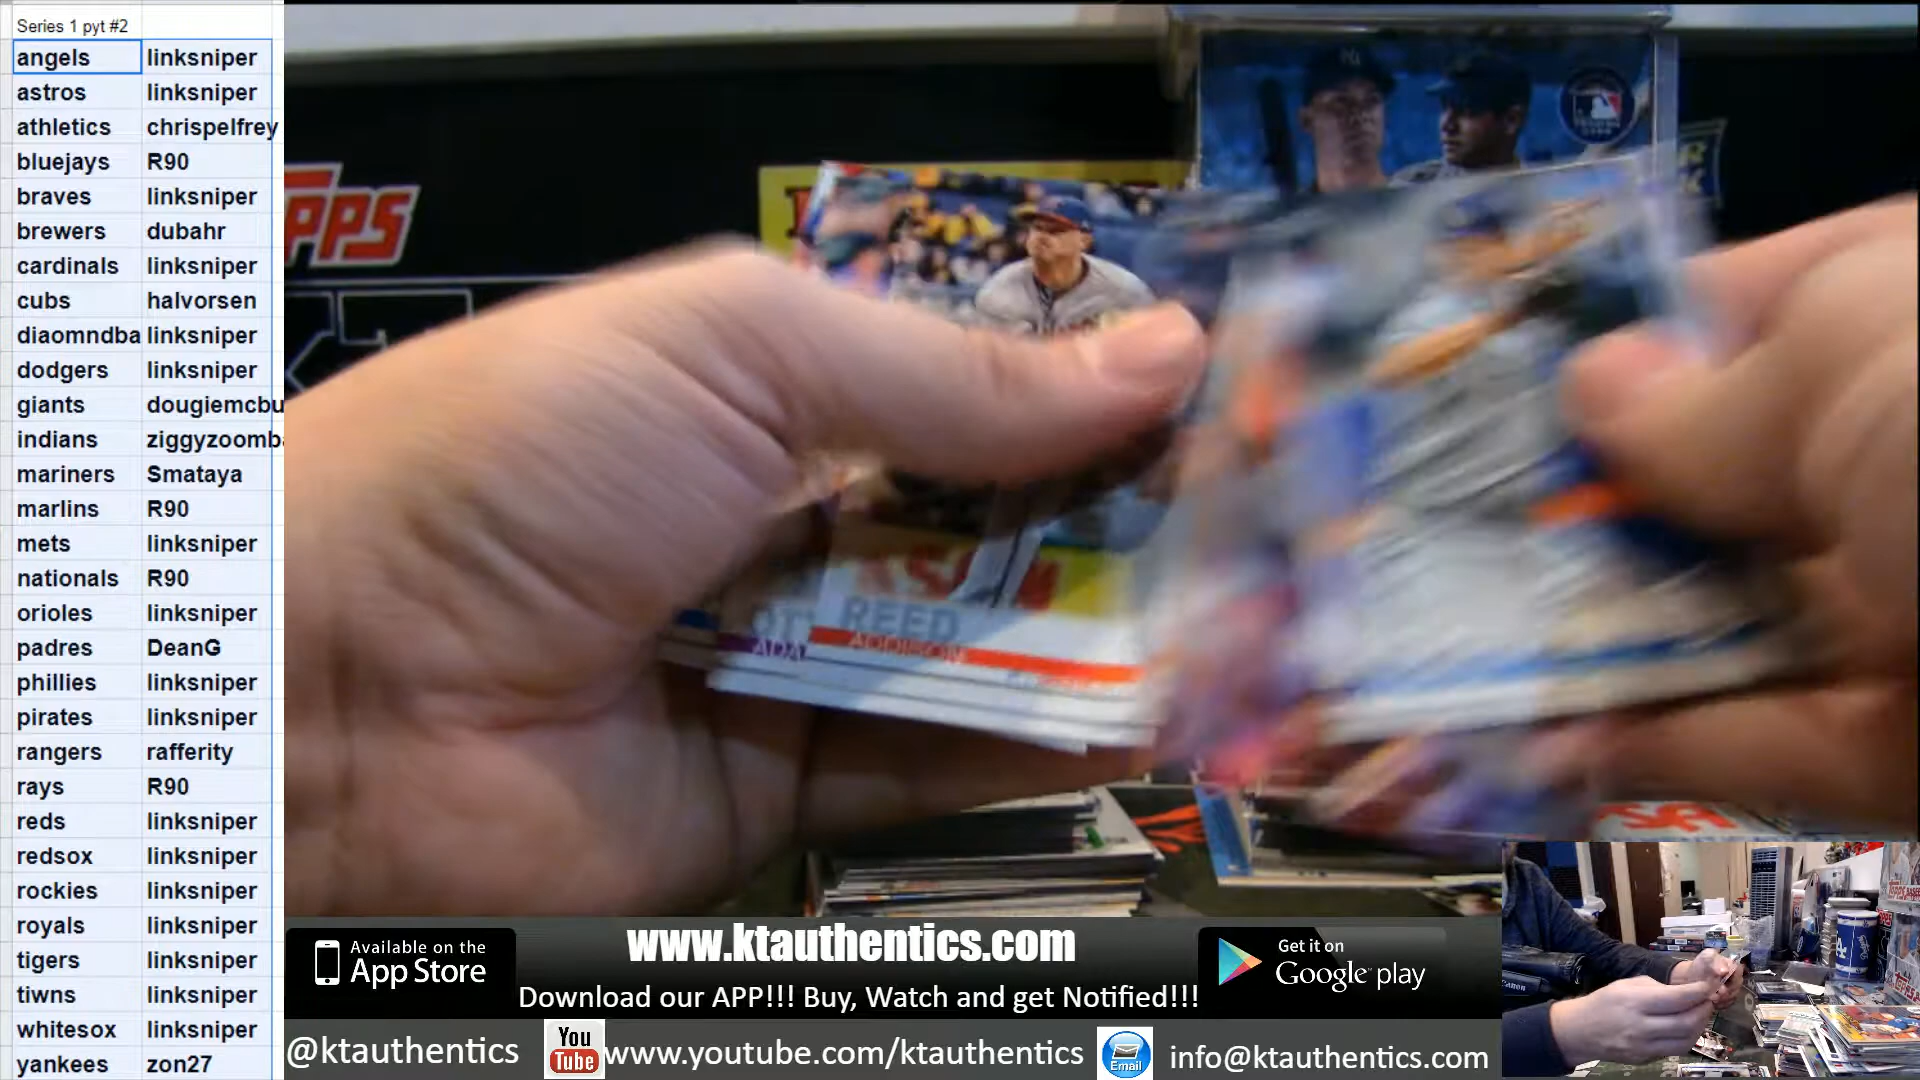 Series 1 pyt #2
angels linksniper
astros linksniper
athletics chrispelfrey
bluejays R90
braves linksniper
brewers dubahr
cardinals linksniper
cubs halvorsen
diaomndba linksniper
dodgers linksniper
giants dougiemcbu
indians ziggyzoomba
mariners Smataya
marlins R90
mets linksniper
nationals R90
orioles linksniper
padres DeanG
phillies linksniper
pirates linksniper
rangers rafferity
rays R90
reds linksniper
redsox linksniper
rockies linksniper
royals linksniper
tigers linksniper
tiwns linksniper
whitesox linksniper
yankees zon27
NY
REED
ADDISON
ADA
Available on the
App Store
www.ktauthentics.com
Download our APP!!! Buy, Watch and get Notified!!!
Get it on
Google play
@ktauthentics
You
Tube
www.youtube.com/ktauthentics
Email
info@ktauthentics.com
Canon